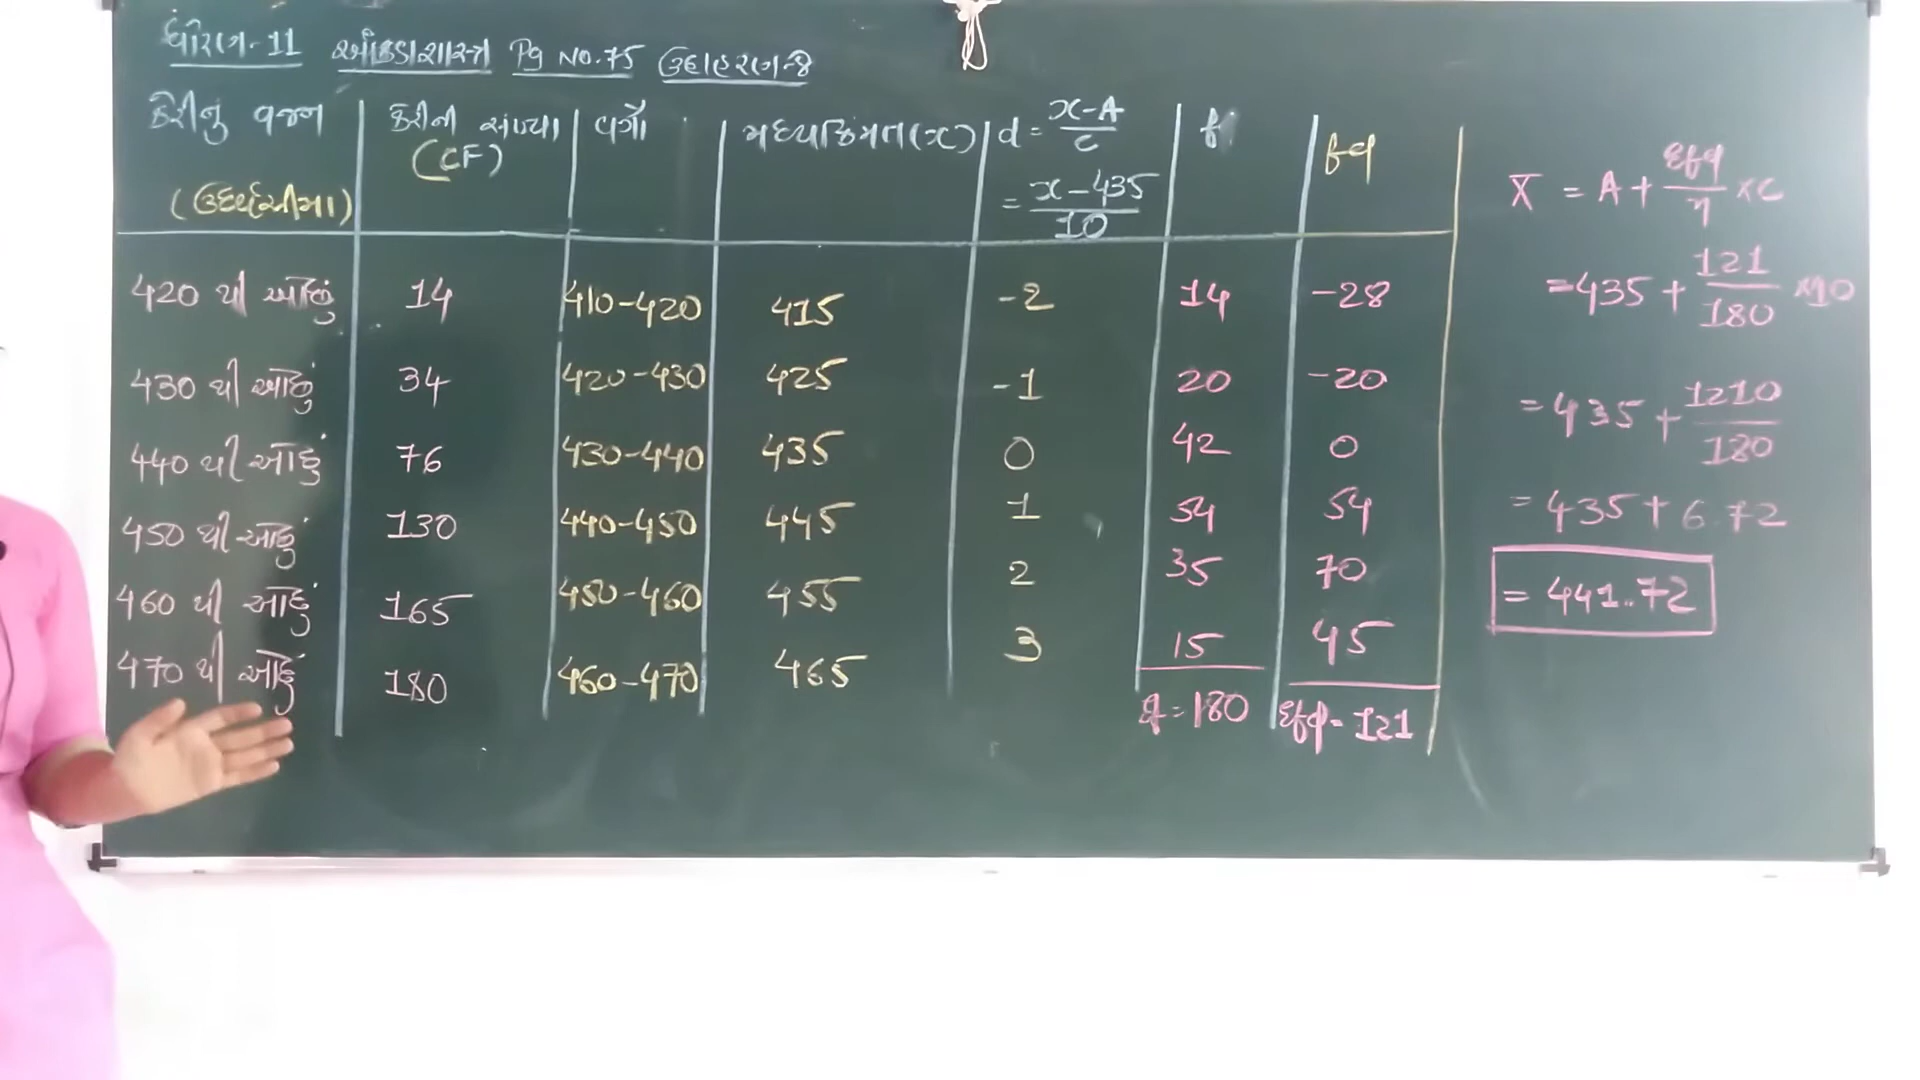 ધોરણ-11 આંકડાશાસ્ત્ર Pg NO.75 ઉદાહરણ-8
કેરીનું વજન (ઉર્ધ્વસીમા) કેરીની સંખ્યા (CF) વર્ગો મધ્યકિંમત(x) d = x-A/c = x-435/10 f fd
420 થી ઓછું 14 410-420 415 -2 14 -28
430 થી ઓછું 34 420-430 425 -1 20 -20
440 થી ઓછું 76 430-440 435 0 42 0
450 થી ઓછું 130 440-450 445 1 54 54
460 થી ઓછું 165 450-460 455 2 35 70
470 થી ઓછું 180 460-470 465 3 15 45
n = 180 Σfd = 121
x̄ = A + Σfd/n × c
= 435 + 121/180 × 10
= 435 + 1210/180
= 435 + 6.72
= 441.72